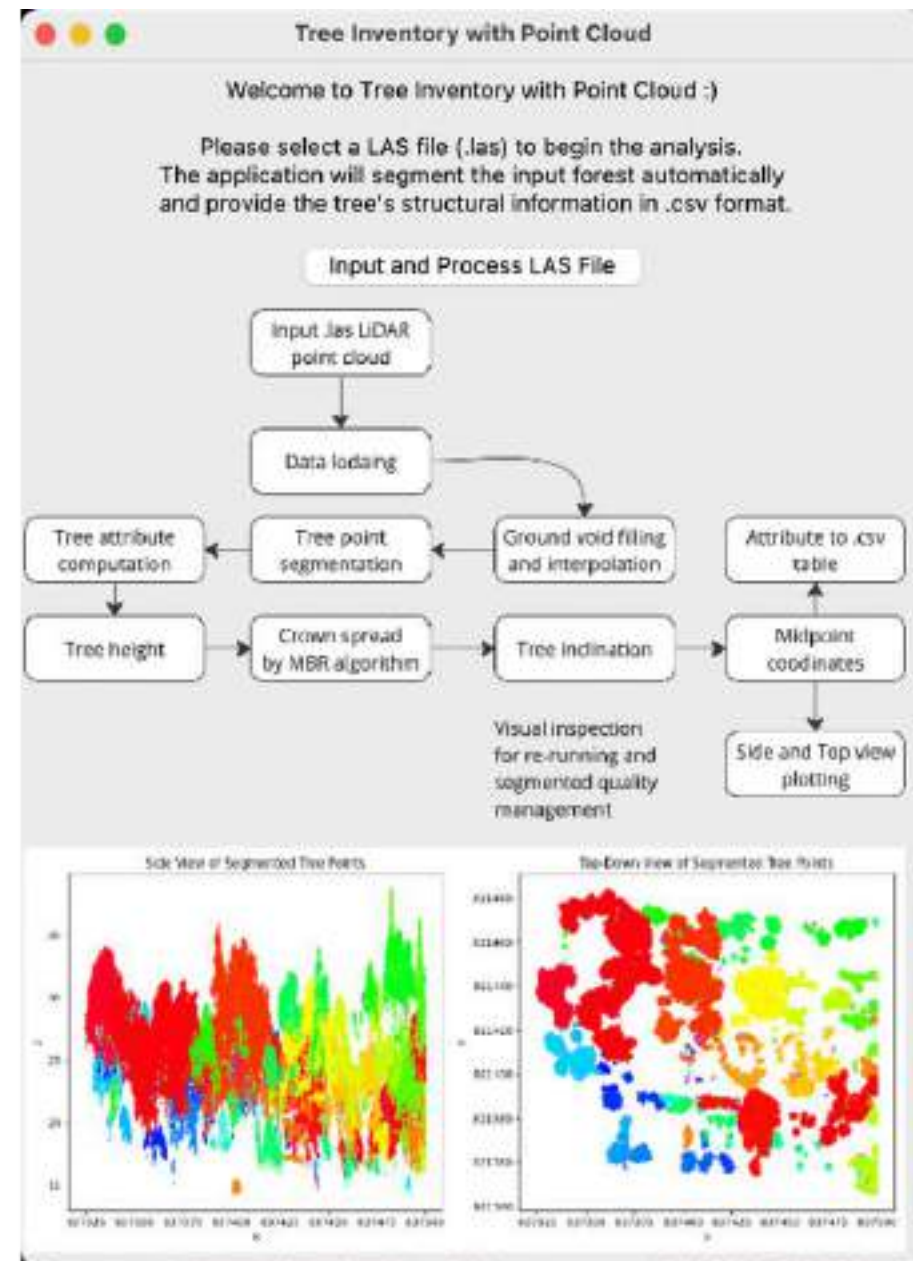 Tree Inventory with Point Cloud
Welcome to Tree Inventory with Point Cloud :)
Please select a LAS file (.las) to begin the analysis.
The application will segment the input forest automatically
and provide the tree's structural information in .csv format.
Input and Process LAS File
Input .las LiDAR
point cloud
Data lodaing
Tree attribute
computation
Tree point
segmentation
Ground void filling
and interpolation
Attribute to .csv
table
Tree height
Crown spread
by MBR algorithm
Tree inclination
Midpoint
coodinates
Visual inspection
for re-running and
segmented quality
management
Side and Top view
plotting
Side View of Segmented Tree Points
Top-Down View of Segmented Tree Points